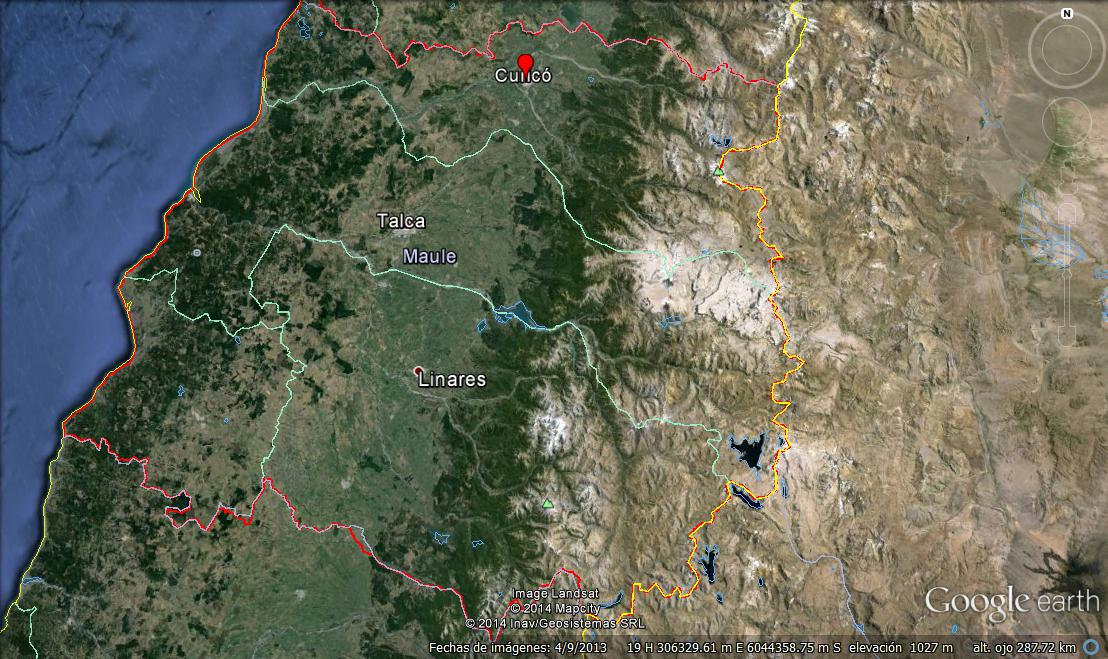 N
Curicó
Talca
Maule
Linares
Image Landsat
© 2014 Mapcity
© 2014 Inav/Geosistemas SRL
Google earth
Fechas de imágenes: 4/9/2013 19 H 306329.61 m E 6044358.75 m S elevación 1027 m alt. ojo 287.72 km